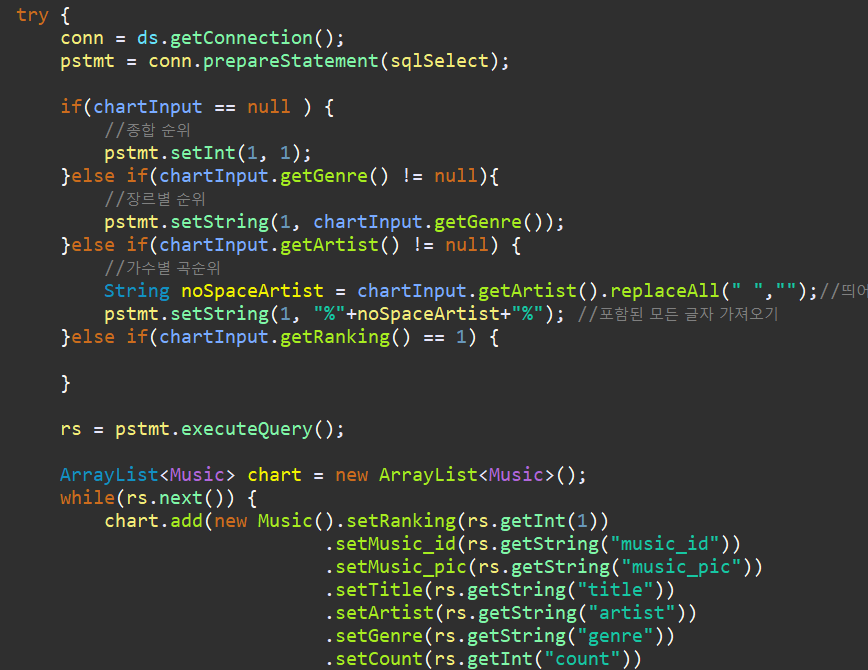 try {
conn = ds.getConnection();
pstmt = conn.prepareStatement(sqlSelect);
if(chartInput == null ) {
//종합 순위
pstmt.setInt(1, 1);
}else if(chartInput.getGenre() != null){
//장르별 순위
pstmt.setString(1, chartInput.getGenre());
}else if(chartInput.getArtist() != null) {
//가수별 곡순위
String noSpaceArtist = chartInput.getArtist().replaceAll(" ","");//띄어
pstmt.setString(1, "%"+noSpaceArtist+"%"); //포함된 모든 글자 가져오기
}else if(chartInput.getRanking() == 1) {
}
rs = pstmt.executeQuery();
ArrayList<Music> chart = new ArrayList<Music>();
while(rs.next()) {
chart.add(new Music().setRanking(rs.getInt(1))
.setMusic_id(rs.getString("music_id"))
.setMusic_pic(rs.getString("music_pic"))
.setTitle(rs.getString("title"))
.setArtist(rs.getString("artist"))
.setGenre(rs.getString("genre"))
.setCount(rs.getInt("count"))